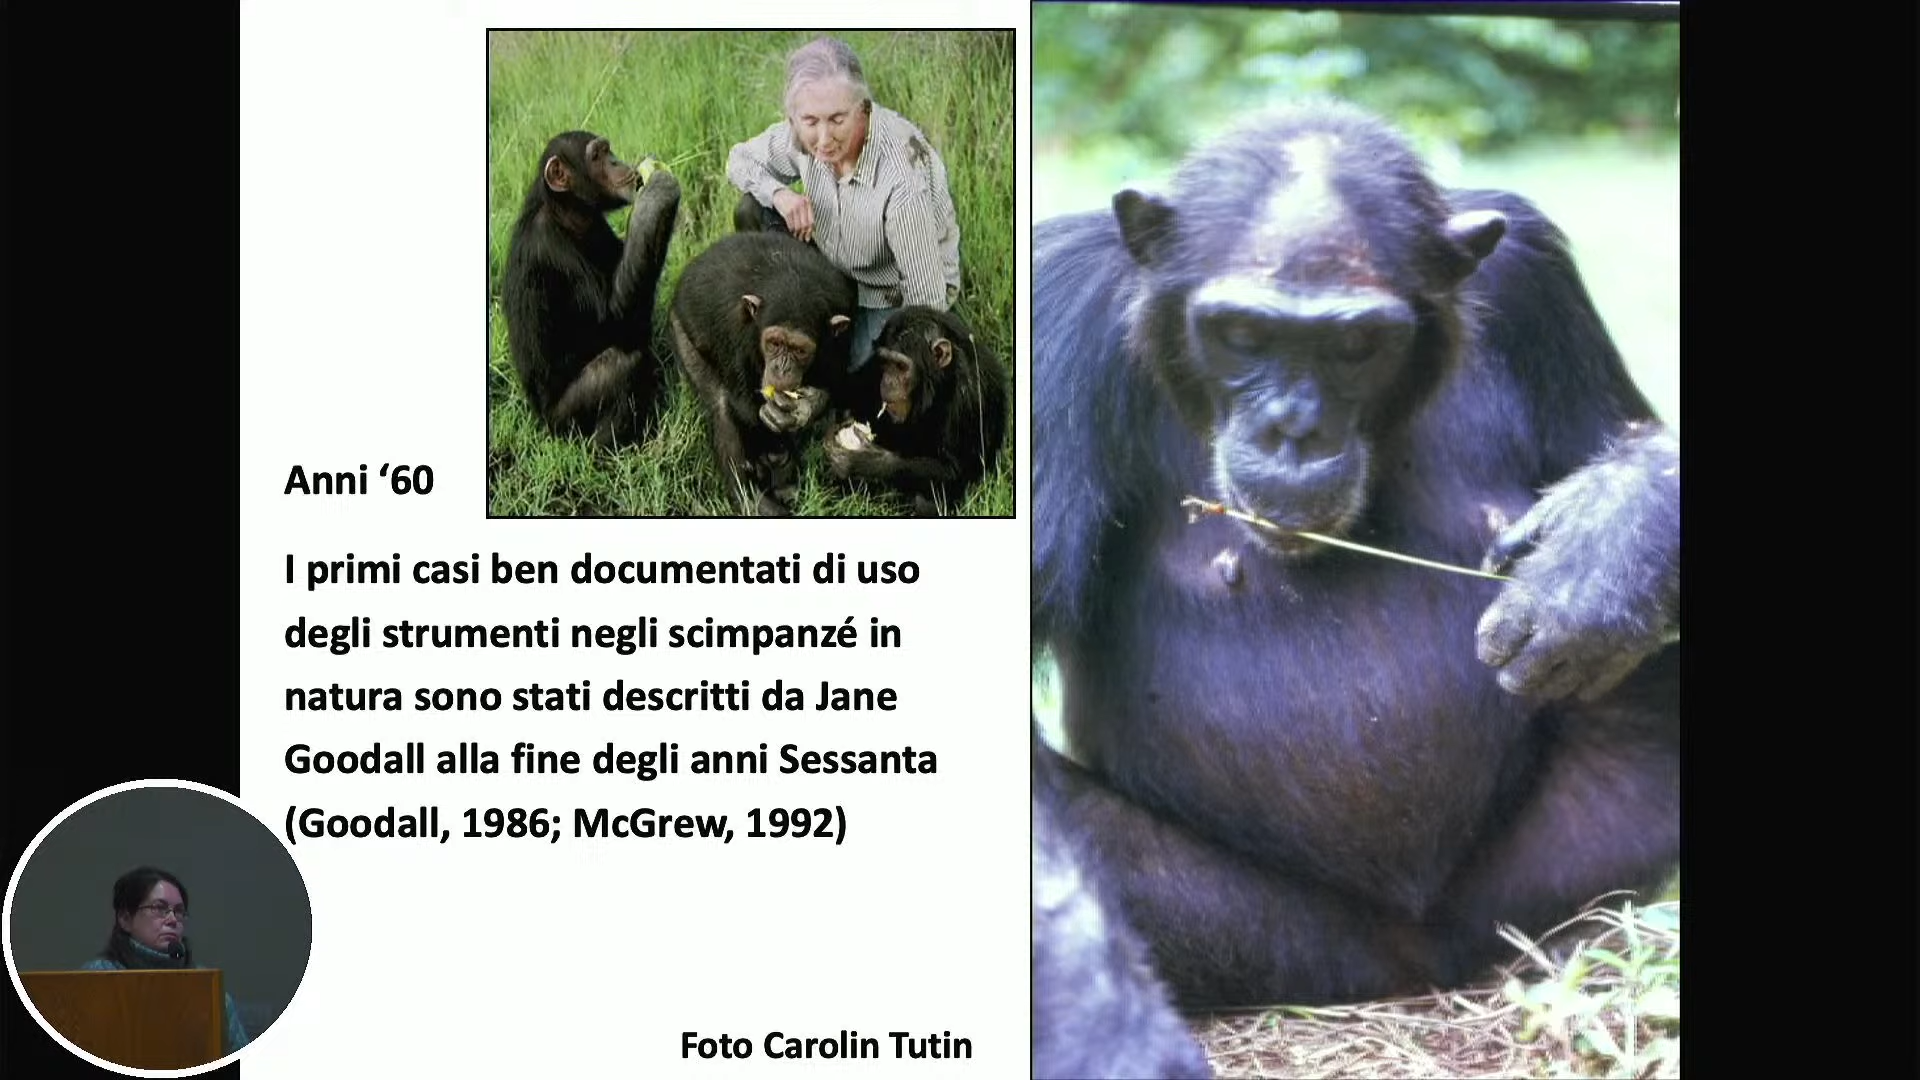 Anni ‘60
I primi casi ben documentati di uso
degli strumenti negli scimpanzé in
natura sono stati descritti da Jane
Goodall alla fine degli anni Sessanta
(Goodall, 1986; McGrew, 1992)
Foto Carolin Tutin